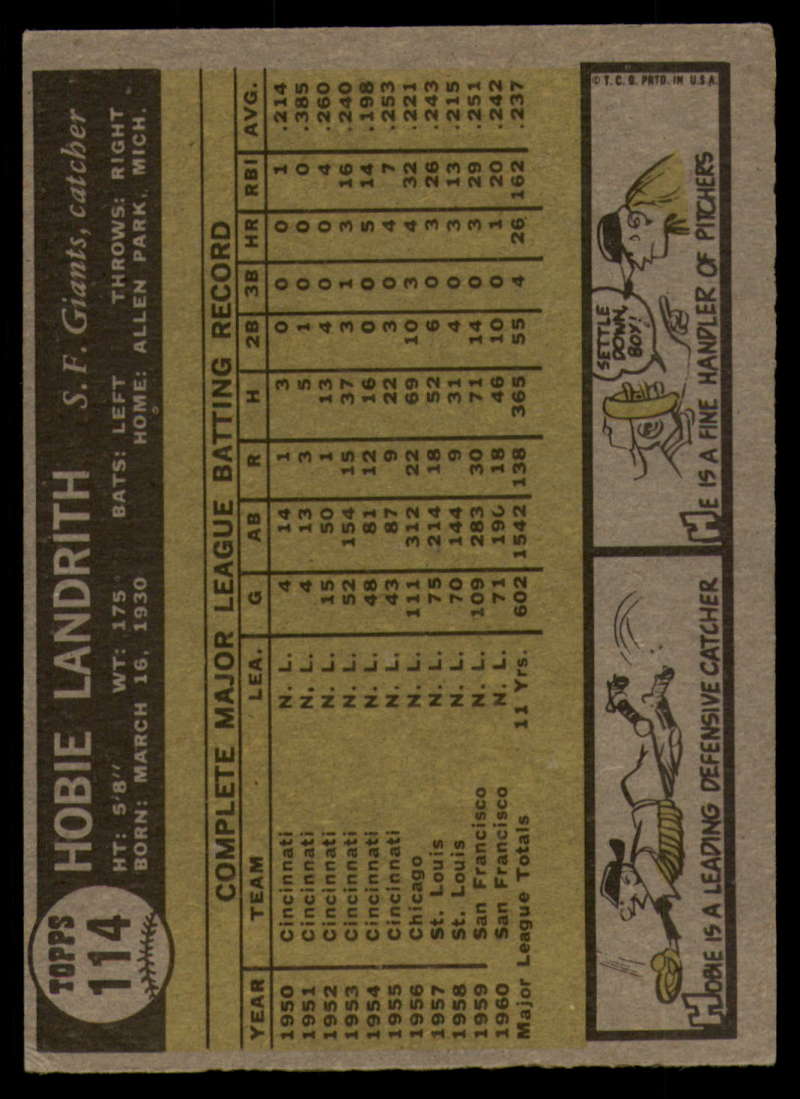 TOPPS
114
HOBIE LANDRITH S. F. Giants, catcher
HT: 5'8" WT: 175 BATS: LEFT THROWS: RIGHT
BORN: MARCH 16, 1930 HOME: ALLEN PARK, MICH.
COMPLETE MAJOR LEAGUE BATTING RECORD
YEAR TEAM LEA. G AB R H 2B 3B HR RBI AVG.
1950 Cincinnati N. L. 4 14 1 3 0 0 0 1 .214
1951 Cincinnati N. L. 4 13 3 5 1 0 0 0 .385
1952 Cincinnati N. L. 15 50 1 13 4 0 0 4 .260
1953 Cincinnati N. L. 52 154 15 37 3 1 3 16 .240
1954 Cincinnati N. L. 48 81 12 16 0 0 5 14 .198
1955 Cincinnati N. L. 43 87 9 22 3 0 4 7 .253
1956 Chicago N. L. 111 312 22 69 10 3 4 32 .221
1957 St. Louis N. L. 75 214 18 52 6 0 3 26 .243
1958 St. Louis N. L. 70 144 9 31 4 0 3 13 .215
1959 San Francisco N. L. 109 283 30 71 14 0 3 29 .251
1960 San Francisco N. L. 71 190 18 46 10 0 1 20 .242
Major League Totals 11 Yrs. 602 1542 138 365 55 4 26 162 .237
HOBIE IS A LEADING DEFENSIVE CATCHER
© T. C. G. PRTD. IN U.S.A.
SETTLE
DOWN,
BOY!
HE IS A FINE HANDLER OF PITCHERS